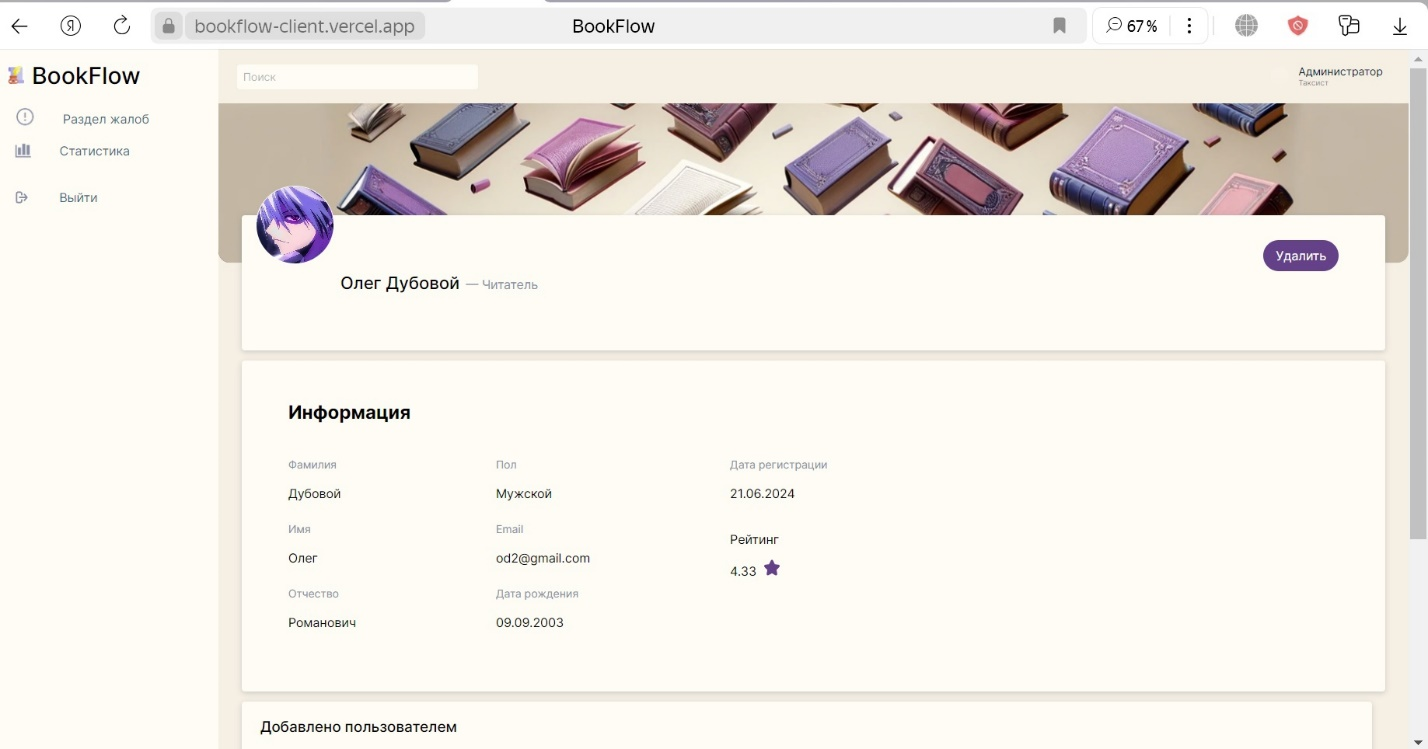 bookflow-client.vercel.app
BookFlow
67%
BookFlow
Поиск
Администратор
Таксист
Раздел жалоб
Статистика
Выйти
Удалить
Олег Дубовой — Читатель
Информация
Фамилия
Пол
Дата регистрации
Дубовой
Мужской
21.06.2024
Имя
Email
Рейтинг
Олег
od2@gmail.com
4.33
Отчество
Дата рождения
Романович
09.09.2003
Добавлено пользователем